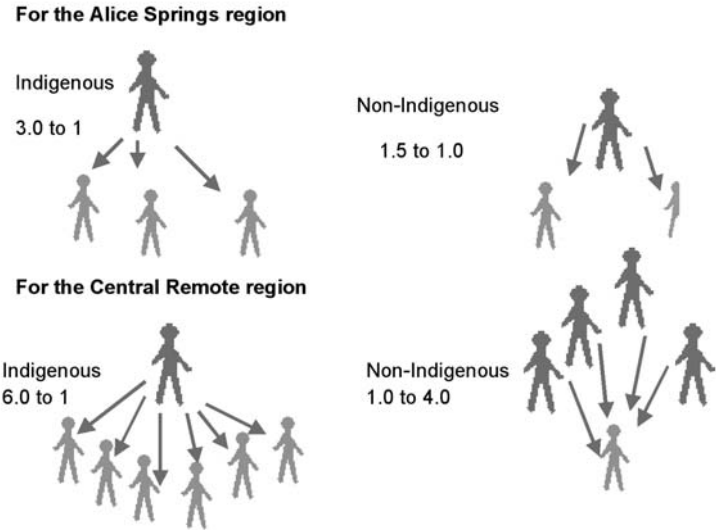 For the Alice Springs region
Indigenous
3.0 to 1
Non-Indigenous
1.5 to 1.0
For the Central Remote region
Indigenous
6.0 to 1
Non-Indigenous
1.0 to 4.0